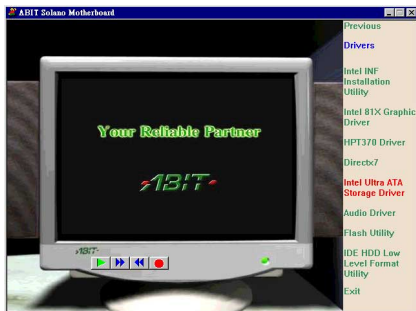 ABIT Solano Motherboard
Your Reliable Partner
ABIT
ABIT
Previous
Drivers
Intel INF
Installation
Utility
Intel 81X Graphic
Driver
HPT370 Driver
Directx7
Intel Ultra ATA
Storage Driver
Audio Driver
Flash Utility
IDE HDD Low
Level Format
Utility
Exit